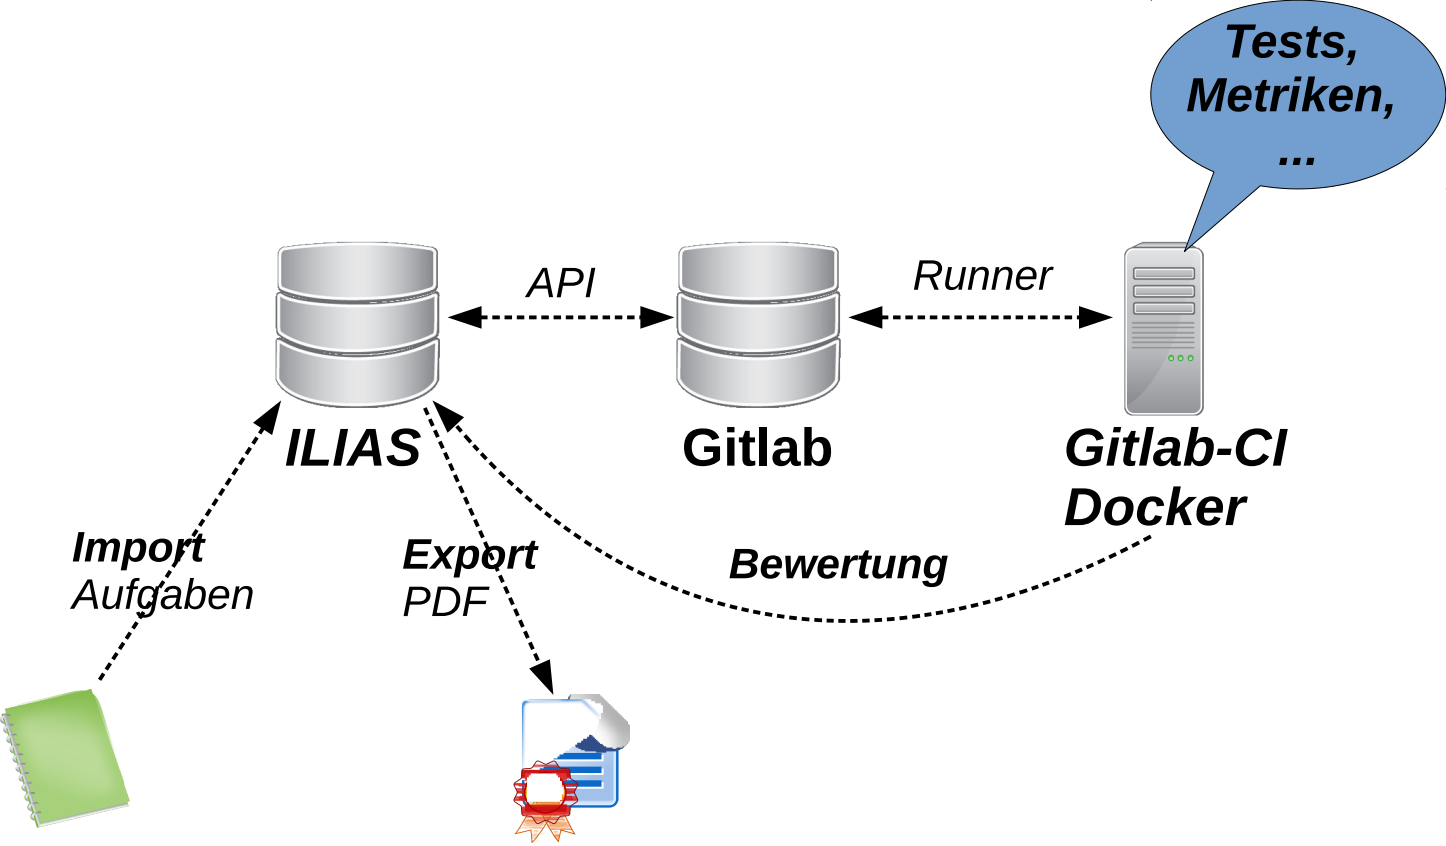 Tests,
Metriken,
...
API
Runner
ILIAS
Gitlab
Gitlab-CI
Docker
Import
Aufgaben
Export
PDF
Bewertung